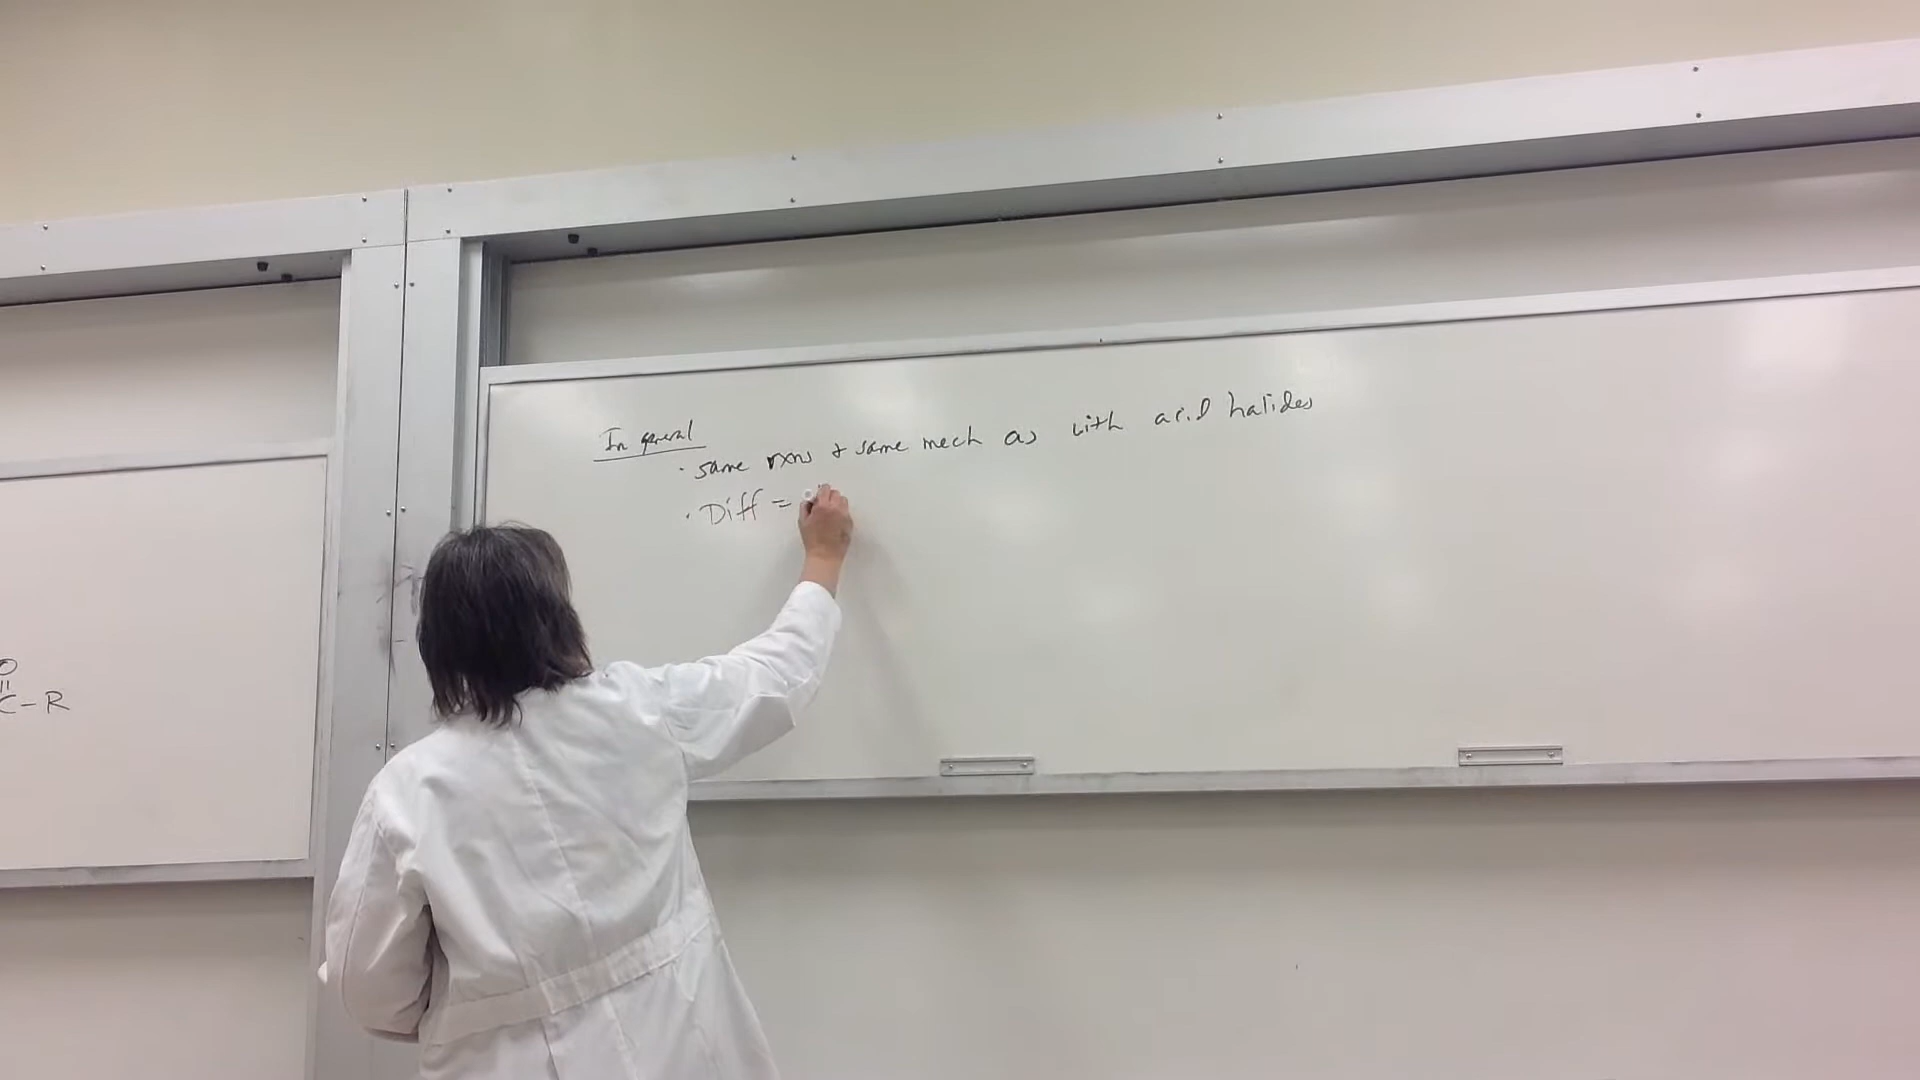 O
||
C-R
In general
· same rxns + same mech as with acid halides
· Diff =